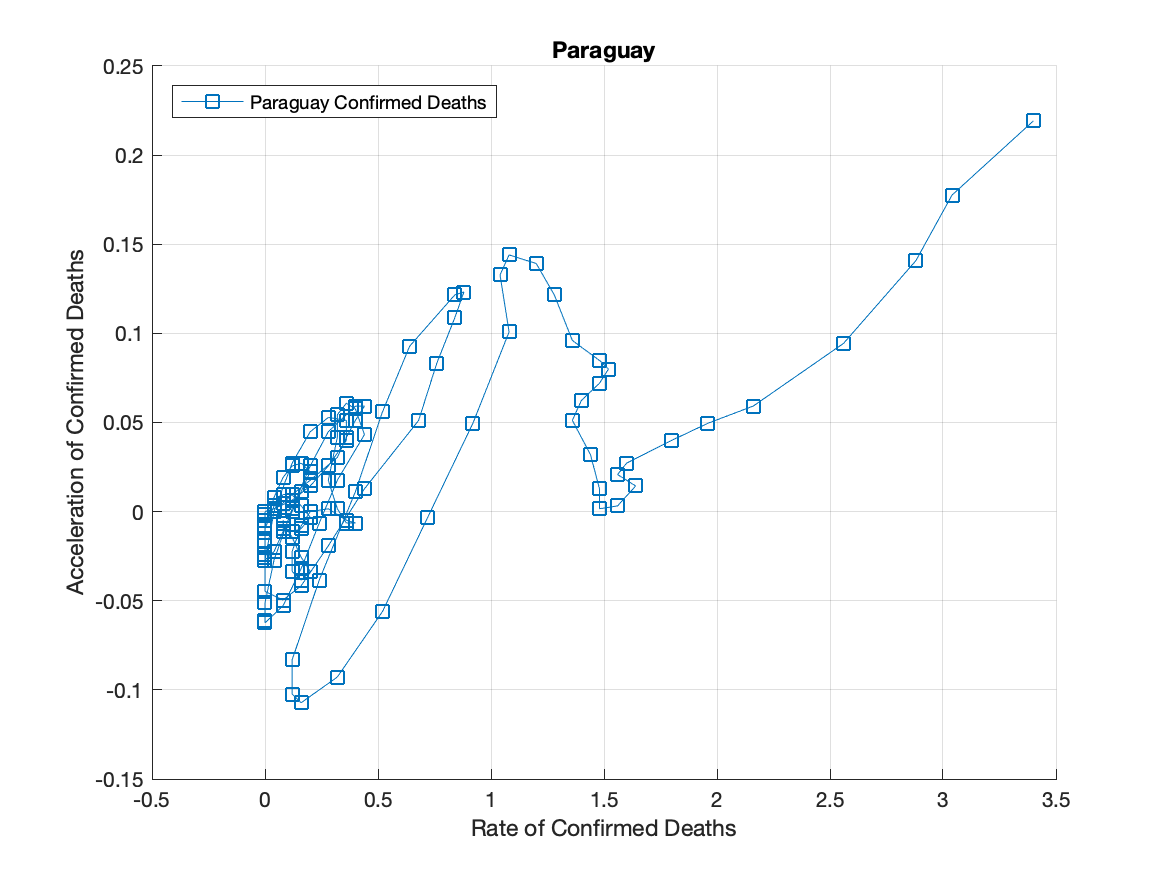 Paraguay
0.25
Paraguay Confirmed Deaths
0.2
0.15
0.1
0.05
0
-0.05
-0.1
-0.15
Acceleration of Confirmed Deaths
-0.5 0 0.5 1 1.5 2 2.5 3 3.5
Rate of Confirmed Deaths